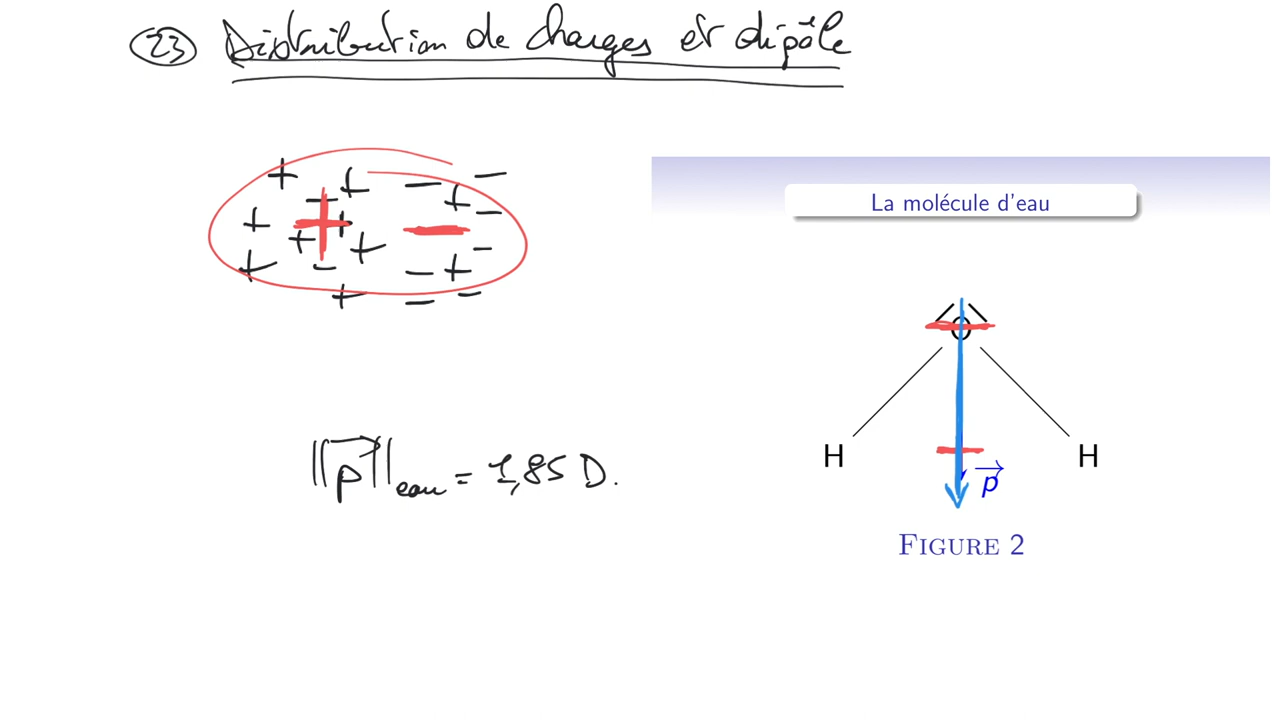 23 Distribution de charges et dipôle
+ + - -
- +
+ + -
+ + -
+ - - +
+ - -
La molécule d'eau
O
H H
p
FIGURE 2
||p||eau = 1,85 D.